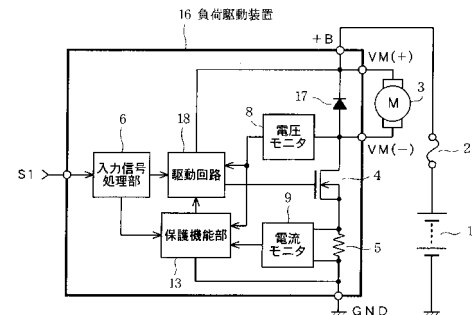 16 負荷駆動装置
+B
VM(+)
17
M
3
8
電圧
モニタ
6
18
2
VM(-)
S1
入力信号
処理部
駆動回路
4
9
保護機能部
電流
モニタ
5
1
13
GND